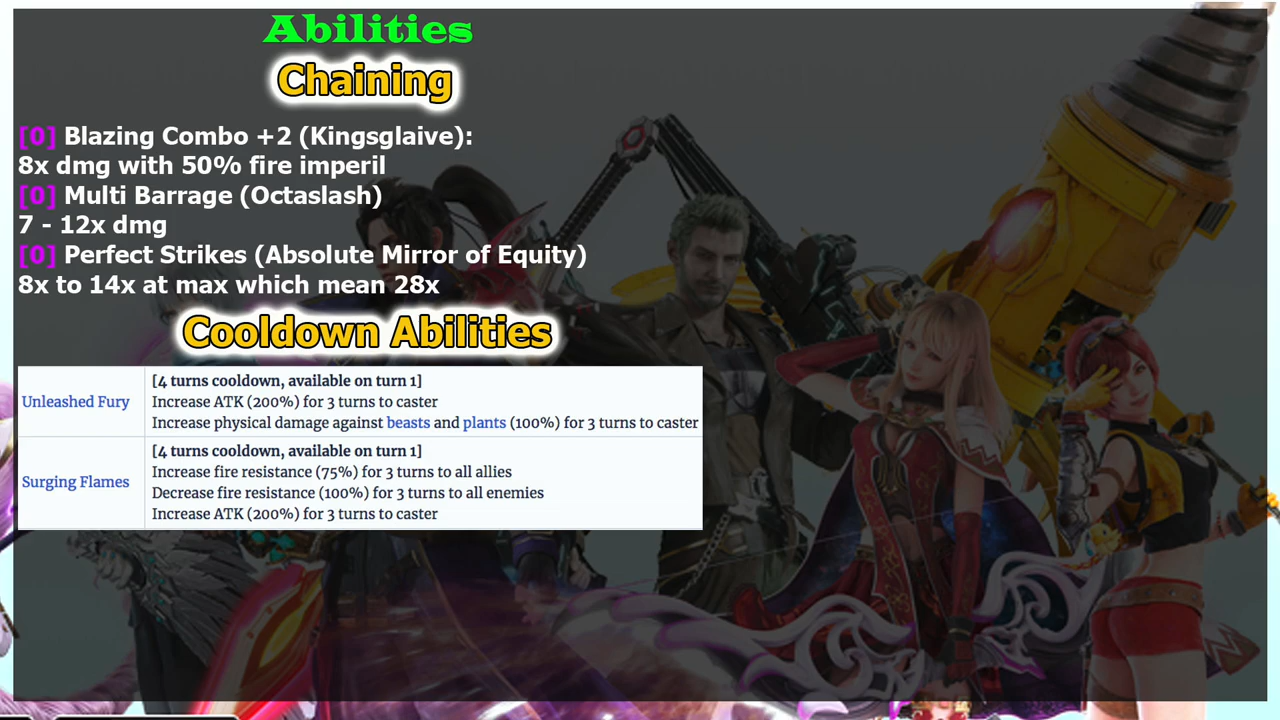 Abilities
Chaining
[0] Blazing Combo +2 (Kingsglaive):
8x dmg with 50% fire imperil
[0] Multi Barrage (Octaslash)
7 - 12x dmg
[0] Perfect Strikes (Absolute Mirror of Equity)
8x to 14x at max which mean 28x
Cooldown Abilities
[4 turns cooldown, available on turn 1]
Unleashed Fury
Increase ATK (200%) for 3 turns to caster
Increase physical damage against beasts and plants (100%) for 3 turns to caster
[4 turns cooldown, available on turn 1]
Increase fire resistance (75%) for 3 turns to all allies
Surging Flames
Decrease fire resistance (100%) for 3 turns to all enemies
Increase ATK (200%) for 3 turns to caster